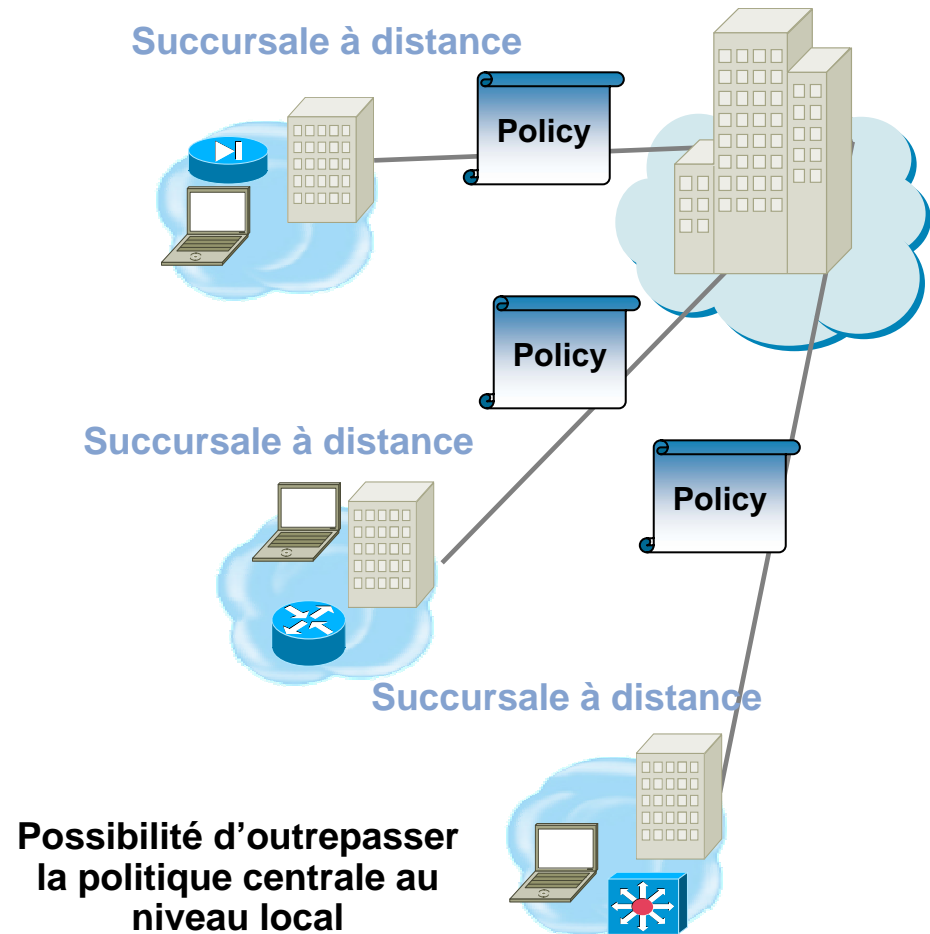 Succursale à distance
Policy
Policy
Succursale à distance
Policy
Succursale à distance
Possibilité d'outrepasser
la politique centrale au
niveau local